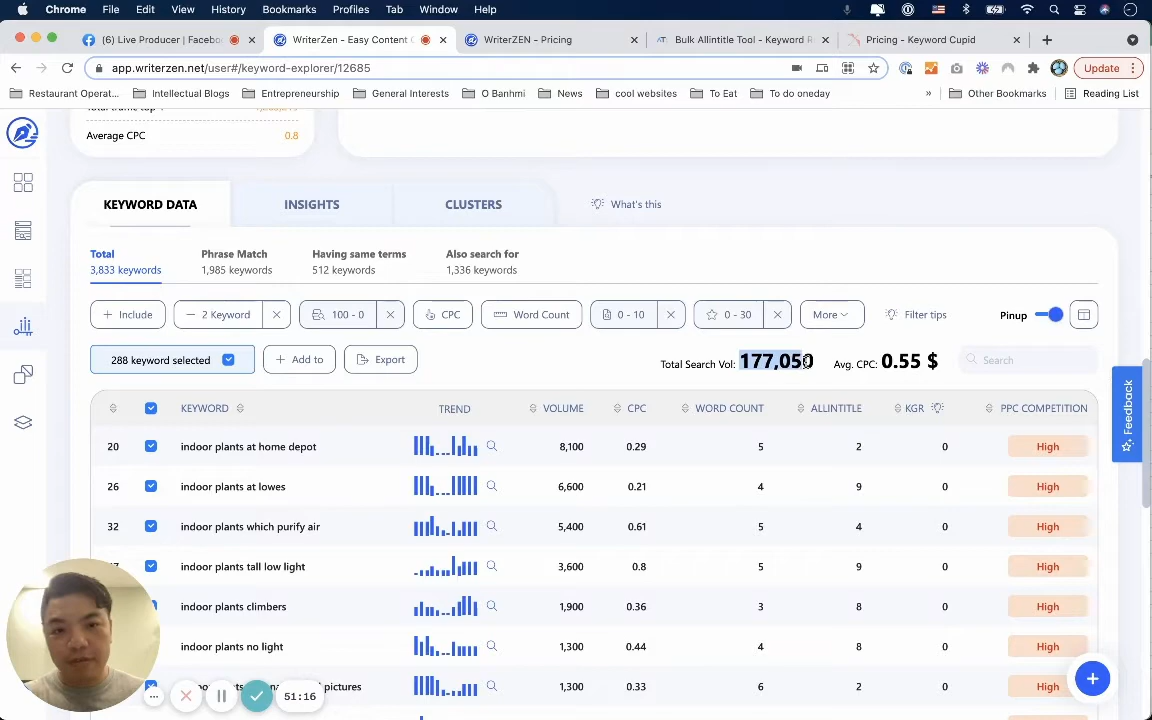 Chrome File Edit View History Bookmarks Profiles Tab Window Help
(4) Live Producer | Facebo
WriterZen - Easy Content C
WriterZEN - Pricing
Bulk Allintitle Tool - Keyword R
Pricing - Keyword Cupid
app.writerzen.net/user#/keyword-explorer/12685
Update
Restaurant Operat... Intellectual Blogs Entrepreneurship General Interests O Banhmi News cool websites To Eat To do oneday » Other Bookmarks Reading List
Average CPC 0.8
KEYWORD DATA INSIGHTS CLUSTERS What's this
Total Phrase Match Having same terms Also search for
3,833 keywords 1,985 keywords 512 keywords 1,336 keywords
+ Include — 2 Keyword 100 - 0 CPC Word Count 0 - 10 0 - 30 More Filter tips Pinup
288 keyword selected + Add to Export Total Search Vol: 177,050 Avg. CPC: 0.55 $ Search
KEYWORD TREND VOLUME CPC WORD COUNT ALLINTITLE KGR PPC COMPETITION
20 indoor plants at home depot 8,100 0.29 5 2 0 High
26 indoor plants at lowes 6,600 0.21 4 9 0 High
32 indoor plants which purify air 5,400 0.61 5 4 0 High
indoor plants tall low light 3,600 0.8 5 9 0 High
indoor plants climbers 1,900 0.36 3 8 0 High
indoor plants no light 1,300 0.44 4 8 0 High
pictures 1,300 0.33 6 2 0 High
Feedback
51:16